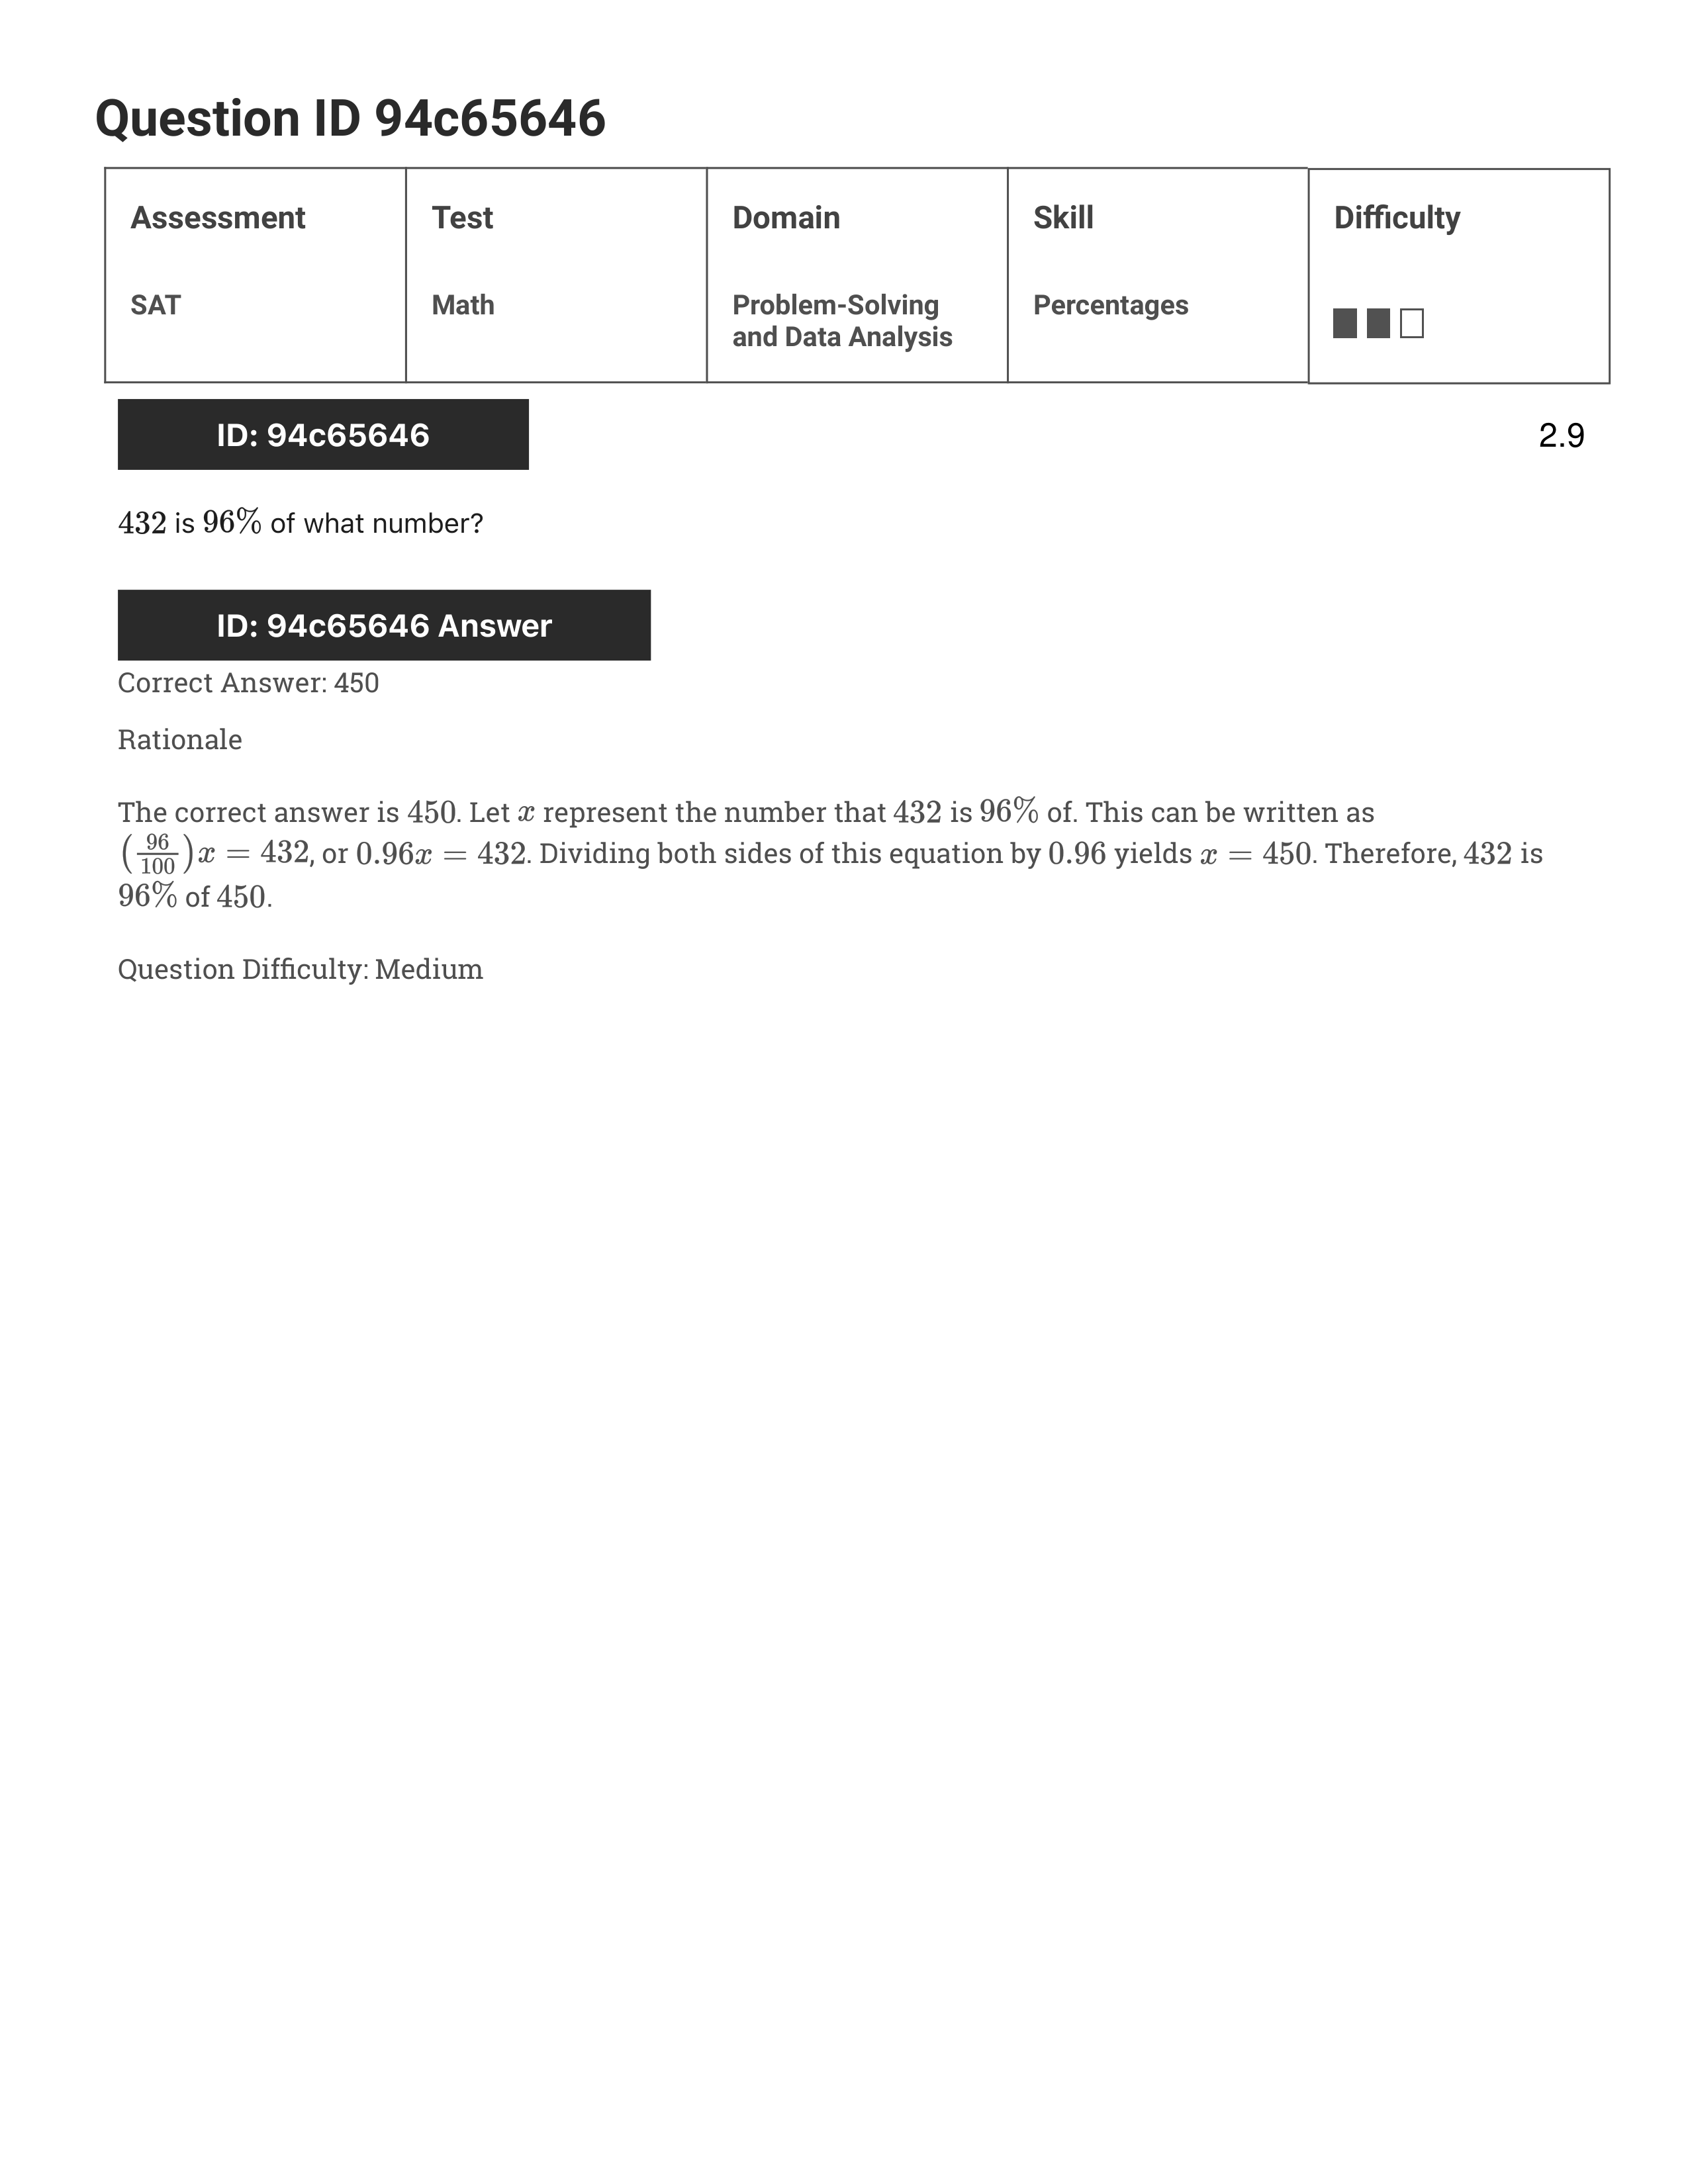 Question ID 94c65646
Assessment
Test
Domain
Skill
Difficulty
SAT
Math
Problem-Solving
and Data Analysis
Percentages
ID: 94c65646
2.9
432 is 96% of what number?
ID: 94c65646 Answer
Correct Answer: 450
Rationale
The correct answer is 450. Let x represent the number that 432 is 96% of. This can be written as
(96/100)x = 432, or 0.96x = 432. Dividing both sides of this equation by 0.96 yields x = 450. Therefore, 432 is
96% of 450.
Question Difficulty: Medium